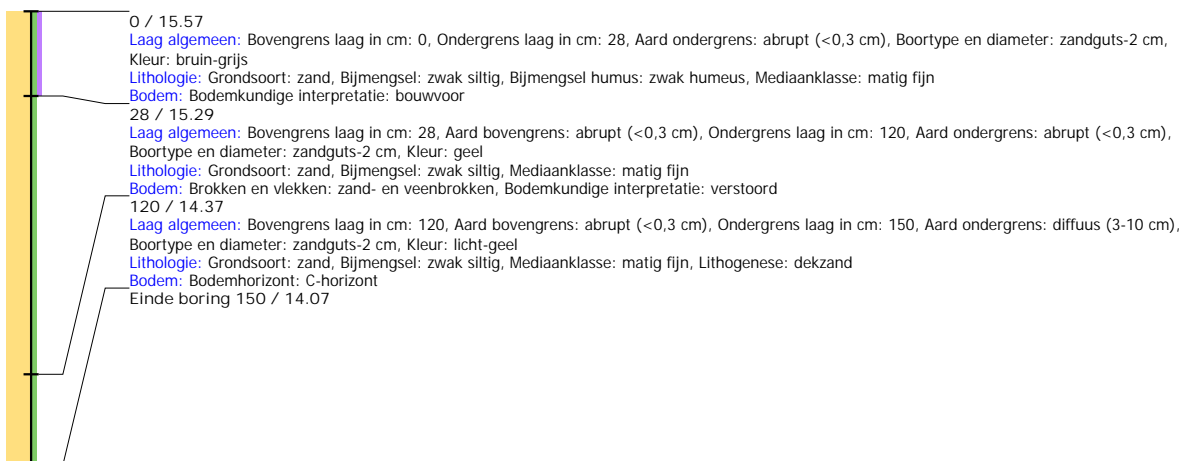 0 / 15.57
Laag algemeen: Bovengrens laag in cm: 0, Ondergrens laag in cm: 28, Aard ondergrens: abrupt (<0,3 cm), Boortype en diameter: zandguts-2 cm,
Kleur: bruin-grijs
Lithologie: Grondsoort: zand, Bijmengsel: zwak siltig, Bijmengsel humus: zwak humeus, Mediaanklasse: matig fijn
Bodem: Bodemkundige interpretatie: bouwvoor
28 / 15.29
Laag algemeen: Bovengrens laag in cm: 28, Aard bovengrens: abrupt (<0,3 cm), Ondergrens laag in cm: 120, Aard ondergrens: abrupt (<0,3 cm),
Boortype en diameter: zandguts-2 cm, Kleur: geel
Lithologie: Grondsoort: zand, Bijmengsel: zwak siltig, Mediaanklasse: matig fijn
Bodem: Brokken en vlekken: zand- en veenbrokken, Bodemkundige interpretatie: verstoord
120 / 14.37
Laag algemeen: Bovengrens laag in cm: 120, Aard bovengrens: abrupt (<0,3 cm), Ondergrens laag in cm: 150, Aard ondergrens: diffuus (3-10 cm),
Boortype en diameter: zandguts-2 cm, Kleur: licht-geel
Lithologie: Grondsoort: zand, Bijmengsel: zwak siltig, Mediaanklasse: matig fijn, Lithogenese: dekzand
Bodem: Bodemhorizont: C-horizont
Einde boring 150 / 14.07